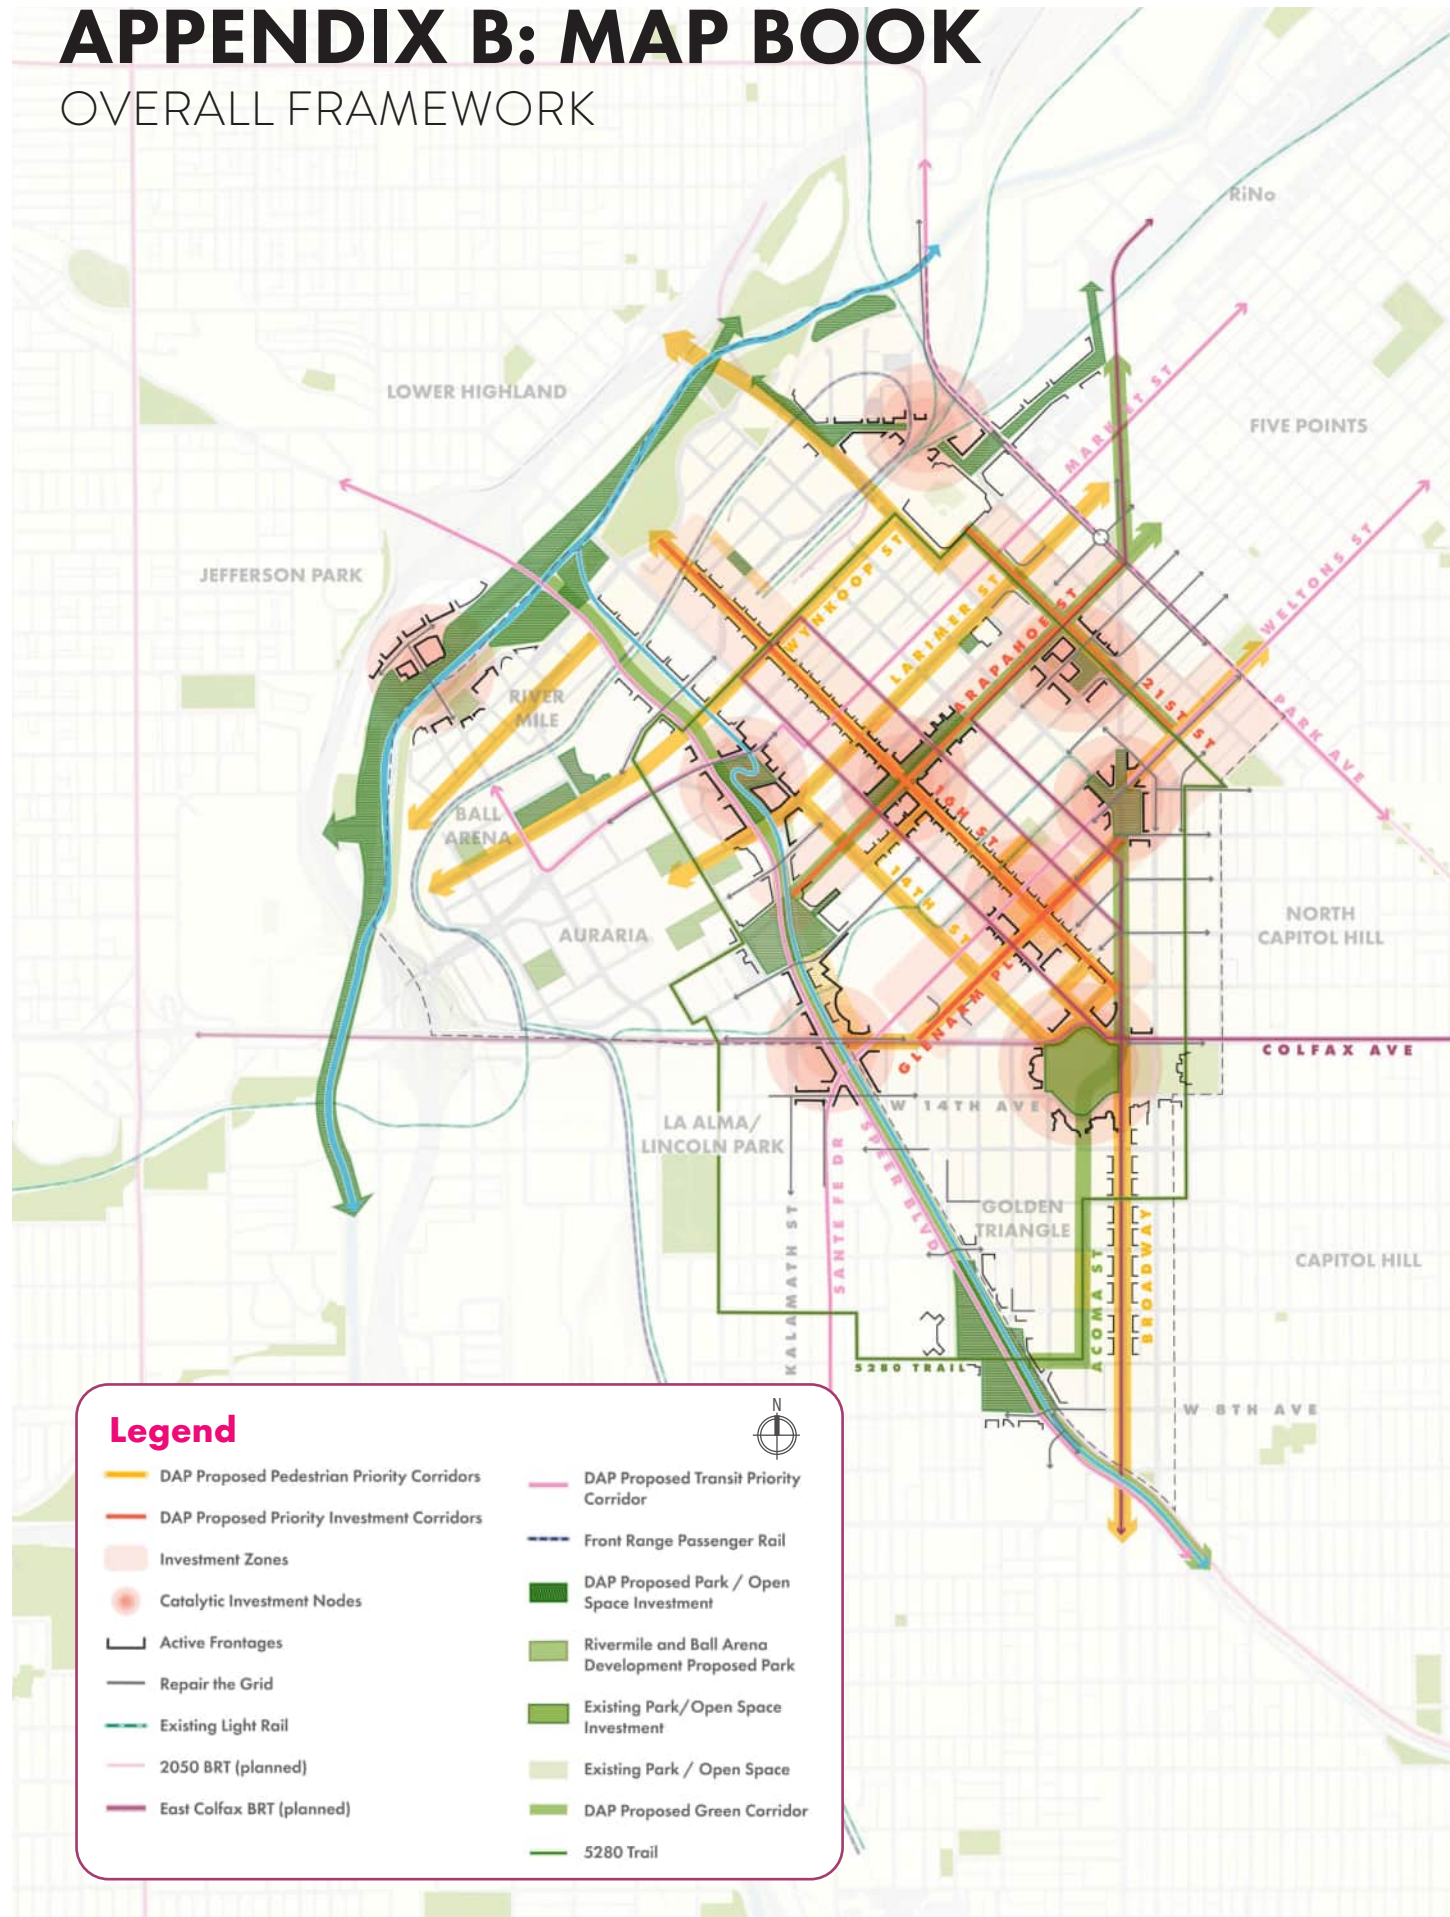 APPENDIX B: MAP BOOK
OVERALL FRAMEWORK
RiNo
LOWER HIGHLAND
MARKET ST
FIVE POINTS
JEFFERSON PARK
WYNKOOP ST
LARIMER ST
ARAPAHOE ST
WELTONS ST
RIVER
MILE
21ST ST
PARK AVE
BALL
ARENA
16H ST
14TH ST
AURARIA
NORTH
CAPITOL HILL
GLENARM PL
COLFAX AVE
W 14TH AVE
LA ALMA/
LINCOLN PARK
SPEER BLVD
SANTE FE DR
KALAMATH ST
GOLDEN
TRIANGLE
ACOMA ST
BROADWAY
CAPITOL HILL
5280 TRAIL
W 8TH AVE
Legend
N
DAP Proposed Pedestrian Priority Corridors
DAP Proposed Priority Investment Corridors
Investment Zones
Catalytic Investment Nodes
Active Frontages
Repair the Grid
Existing Light Rail
2050 BRT (planned)
East Colfax BRT (planned)
DAP Proposed Transit Priority
Corridor
Front Range Passenger Rail
DAP Proposed Park / Open
Space Investment
Rivermile and Ball Arena
Development Proposed Park
Existing Park/Open Space
Investment
Existing Park / Open Space
DAP Proposed Green Corridor
5280 Trail